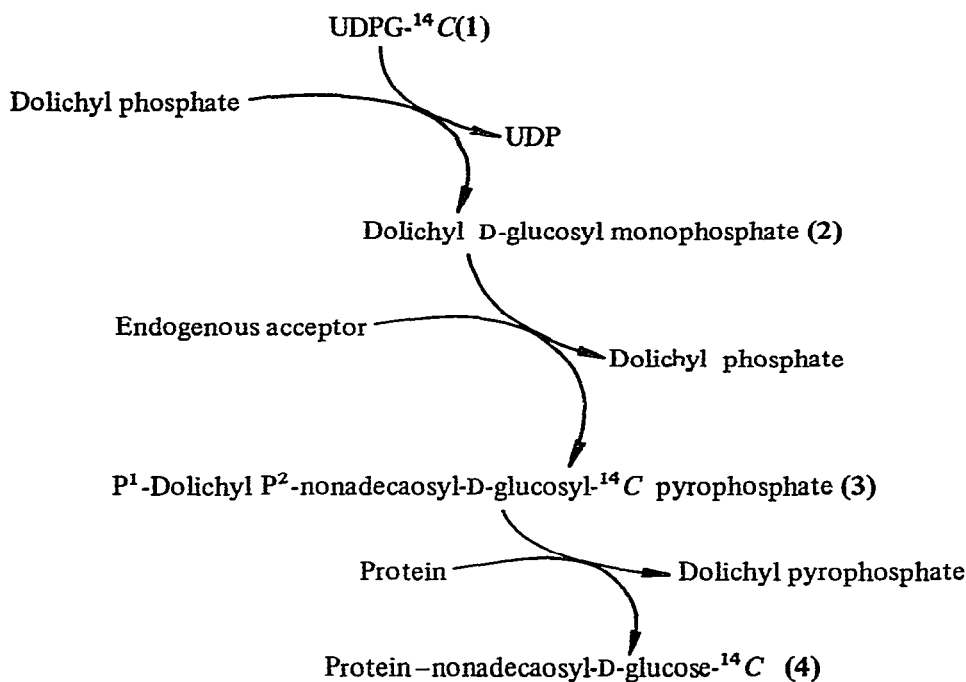 UDPG-¹⁴C(1)
Dolichyl phosphate
UDP
Dolichyl D-glucosyl monophosphate (2)
Endogenous acceptor
Dolichyl phosphate
P¹-Dolichyl P²-nonadecaosyl-D-glucosyl-¹⁴C pyrophosphate (3)
Protein
Dolichyl pyrophosphate
Protein–nonadecaosyl-D-glucose-¹⁴C (4)